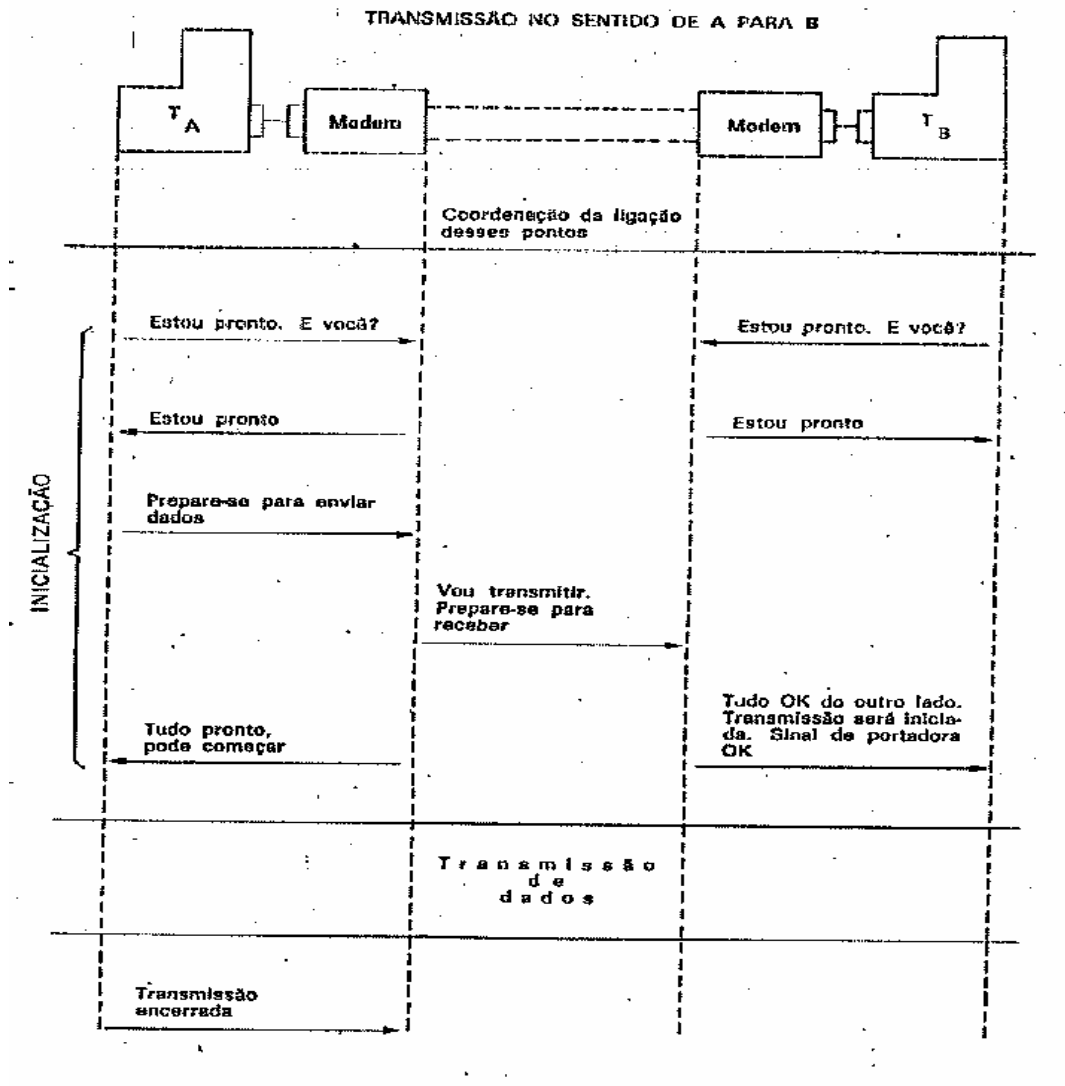 TRANSMISSÃO NO SENTIDO DE A PARA B
T A
Modem
Modem
T B
Coordenação da ligação
desses pontos
Estou pronto. E você?
Estou pronto. E você?
Estou pronto
Estou pronto
Prepare-se para enviar
dados
INICIALIZAÇÃO
Vou transmitir.
Prepare-se para
receber
Tudo pronto,
pode começar
Tudo OK do outro lado.
Transmissão será inicia-
da. Sinal de portadora
OK
Transmissão
de
dados
Transmissão
encerrada